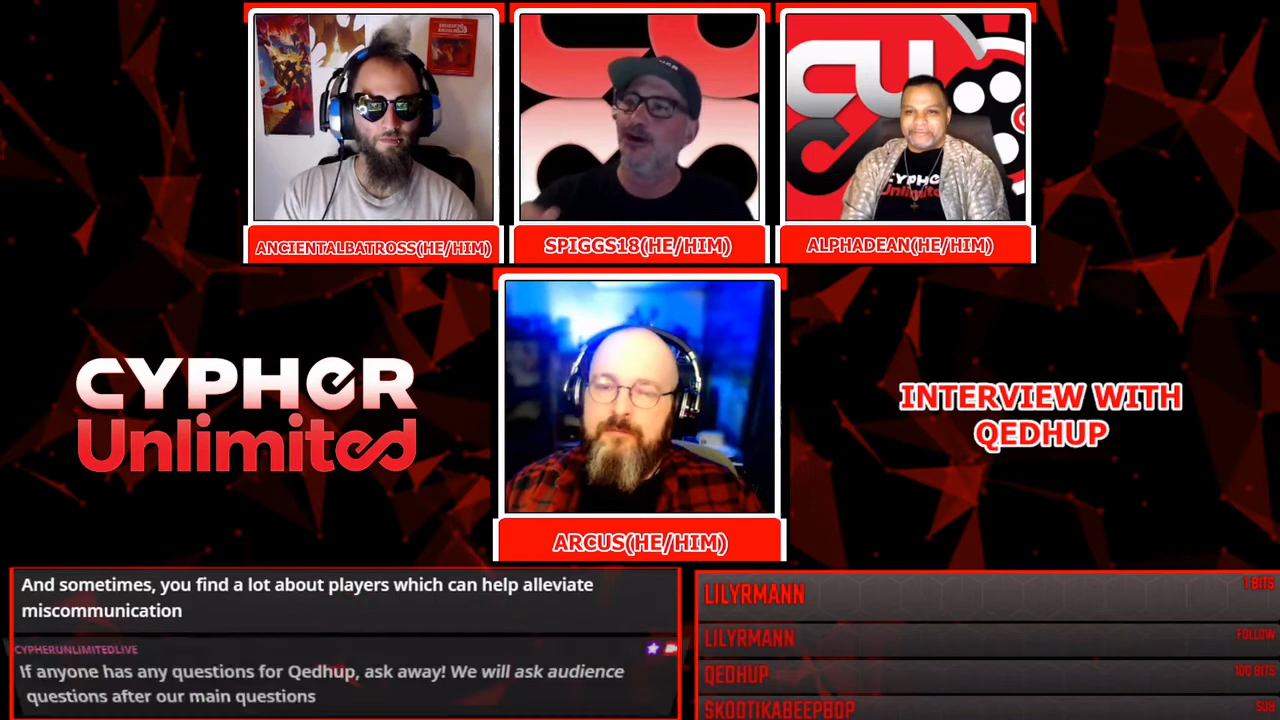 ANCIENTALBATROSS(HE/HIM)
SPIGGS18(HE/HIM)
ALPHADEAN(HE/HIM)
CU
CYPHER
Unlimited
ARCUS(HE/HIM)
CYPHER
Unlimited
INTERVIEW WITH
QEDHUP
And sometimes, you find a lot about players which can help alleviate
miscommunication
CYPHERUNLIMITEDLIVE
If anyone has any questions for Qedhup, ask away! We will ask audience
questions after our main questions
LILYRMANN 1 BITS
LILYRMANN FOLLOW
QEDHUP 100 BITS
SKOOTIKABEEPBOP SUB